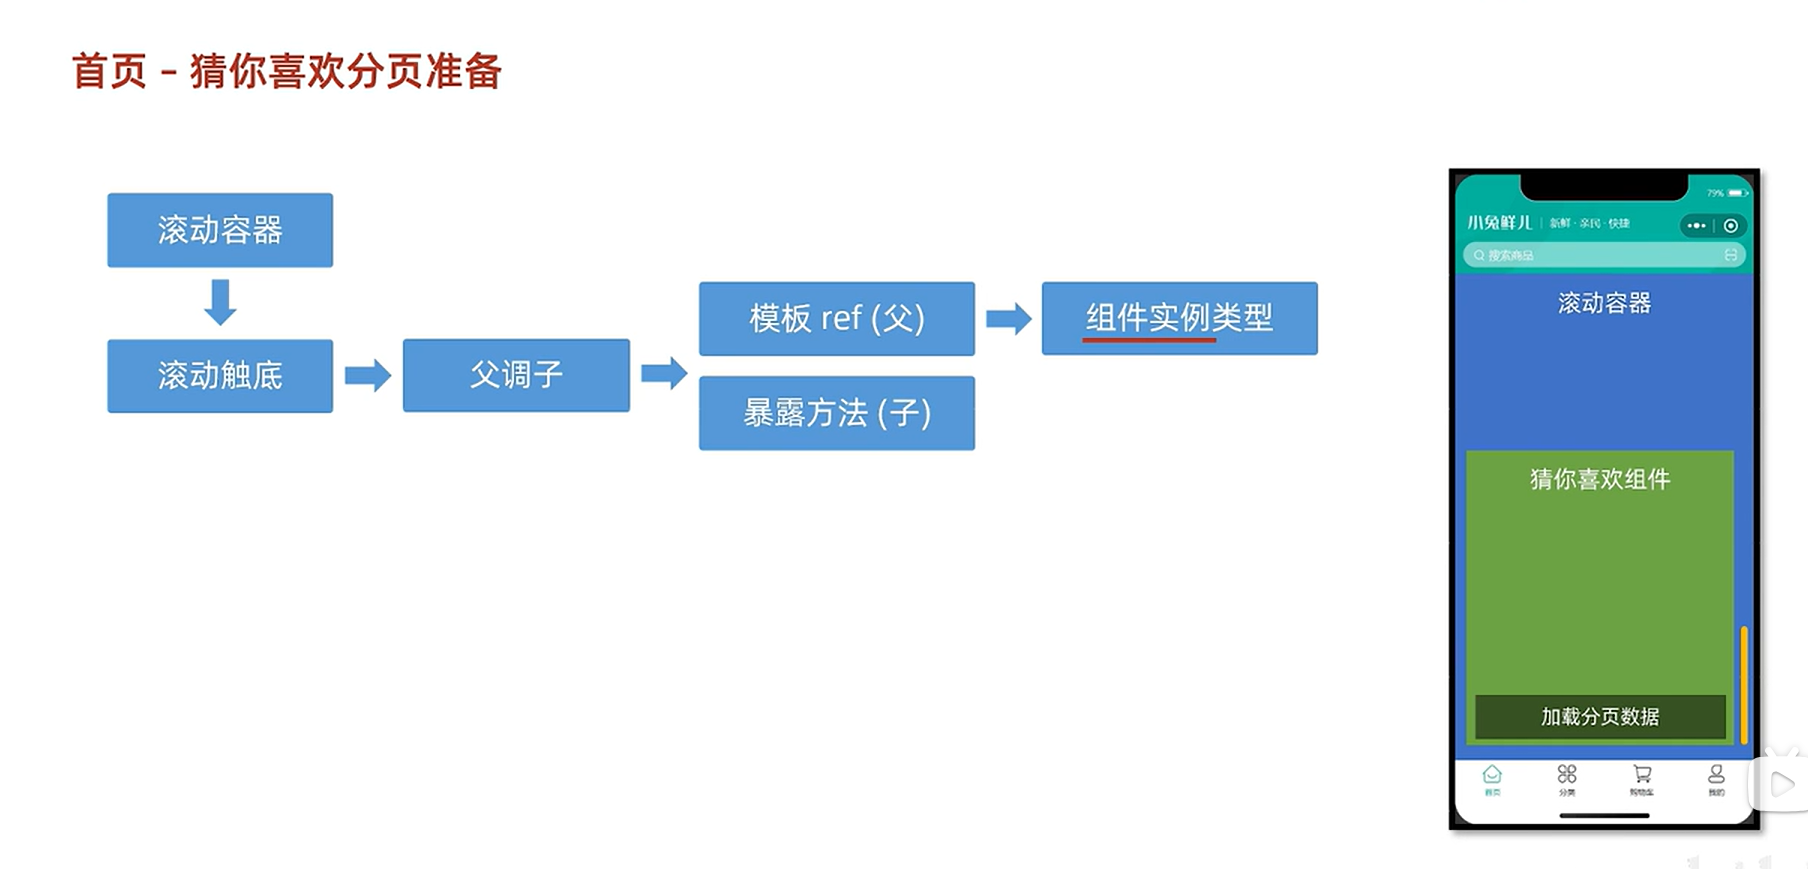 首页 - 猜你喜欢分页准备
滚动容器
滚动触底
父调子
模板 ref (父)
暴露方法 (子)
组件实例类型
79%
小兔鲜儿 新鲜·亲民·快捷
搜索商品
滚动容器
猜你喜欢组件
加载分页数据
首页 分类 购物车 我的